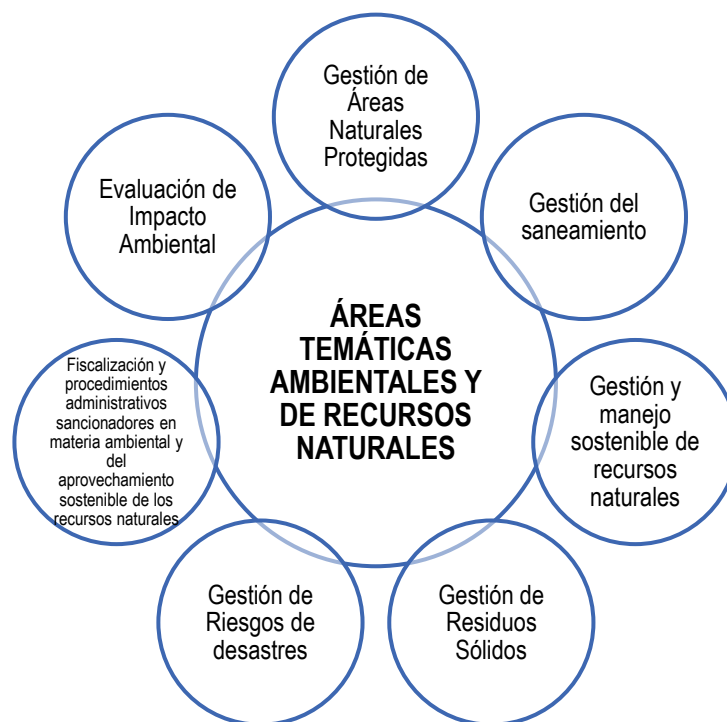 Gestión de
Áreas
Naturales
Protegidas
Gestión del
saneamiento
Gestión y
manejo
sostenible de
recursos
naturales
Gestión de
Residuos
Sólidos
Gestión de
Riesgos de
desastres
Fiscalización y
procedimientos
administrativos
sancionadores en
materia ambiental y
del
aprovechamiento
sostenible de los
recursos naturales
Evaluación de
Impacto
Ambiental
ÁREAS
TEMÁTICAS
AMBIENTALES Y
DE RECURSOS
NATURALES